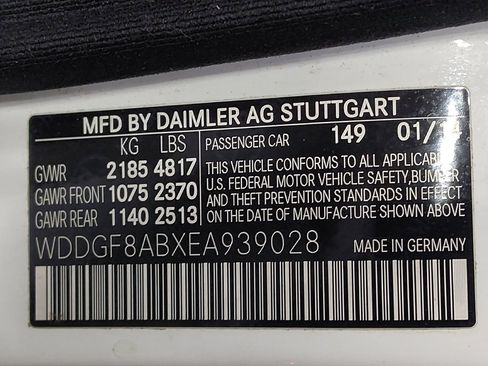 MFD BY DAIMLER AG STUTTGART
KG LBS PASSENGER CAR 149
GVWR 2185 4817
GAWR FRONT 1075 2370
GAWR REAR 1140 2513
THIS VEHICLE CONFORMS TO ALL APPLICABLE
U.S. FEDERAL MOTOR VEHICLE SAFETY, BUMPER
AND THEFT PREVENTION STANDARDS IN EFFECT
ON THE DATE OF MANUFACTURE SHOWN ABOVE
WDDGF8ABXEA939028 MADE IN GERMANY